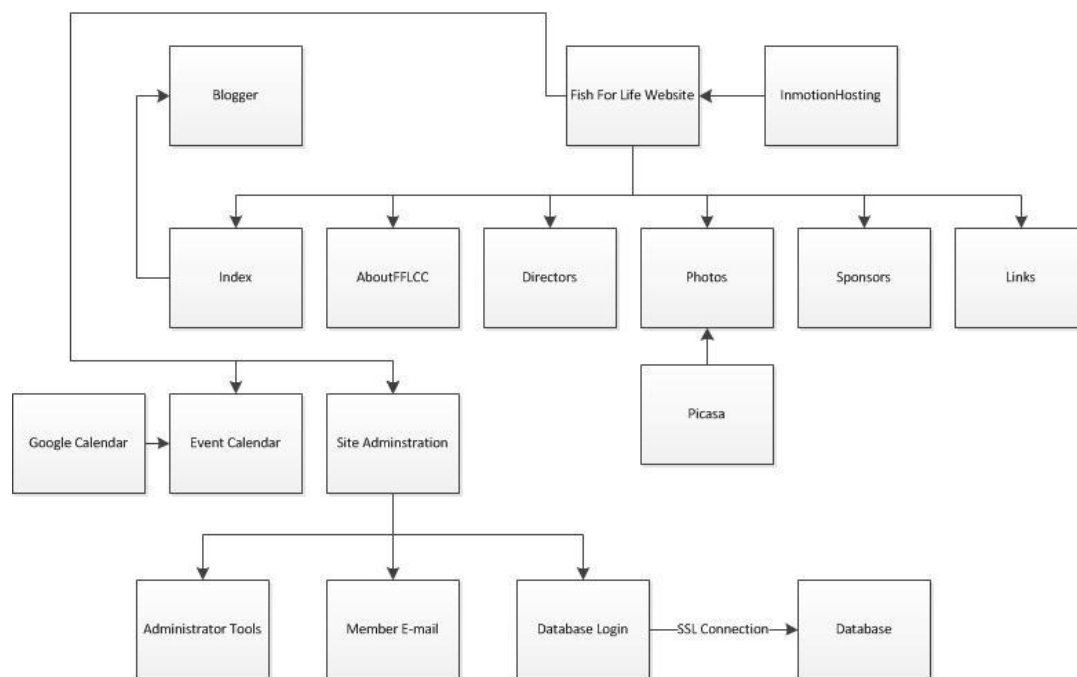 Blogger
Fish For Life Website
InmotionHosting
Index
AboutFFLCC
Directors
Photos
Sponsors
Links
Google Calendar
Event Calendar
Site Adminstration
Picasa
Administrator Tools
Member E-mail
Database Login
SSL Connection
Database